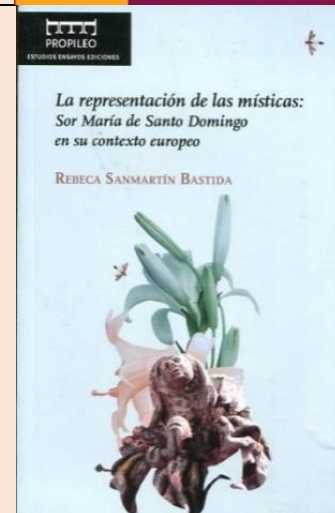 PROPILEO
ESTUDIOS ENSAYOS EDICIONES
La representación de las místicas:
Sor María de Santo Domingo
en su contexto europeo
REBECA SANMARTÍN BASTIDA